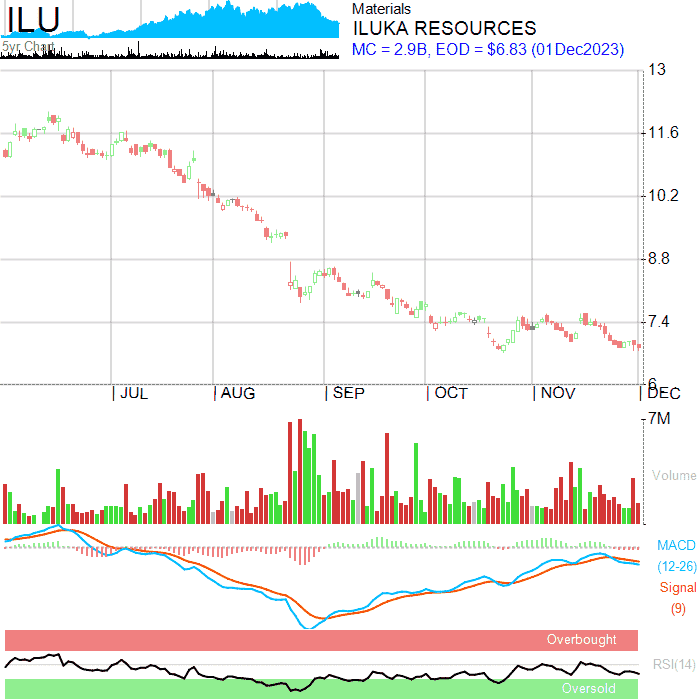 ILU
5yr Chart
Materials
ILUKA RESOURCES
MC = 2.9B, EOD = $6.83 (01Dec2023)
13
11.6
10.2
8.8
7.4
6
JUL
AUG
SEP
OCT
NOV
DEC
7M
Volume
MACD
(12-26)
Signal
(9)
Overbought
RSI(14)
Oversold